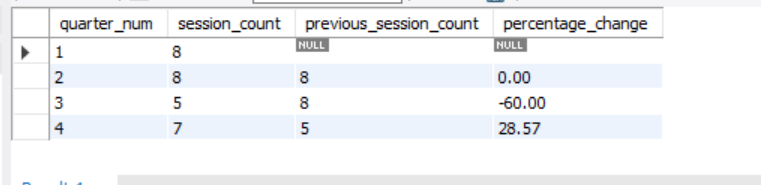 quarter_num session_count previous_session_count percentage_change
1 8 NULL NULL
2 8 8 0.00
3 5 8 -60.00
4 7 5 28.57